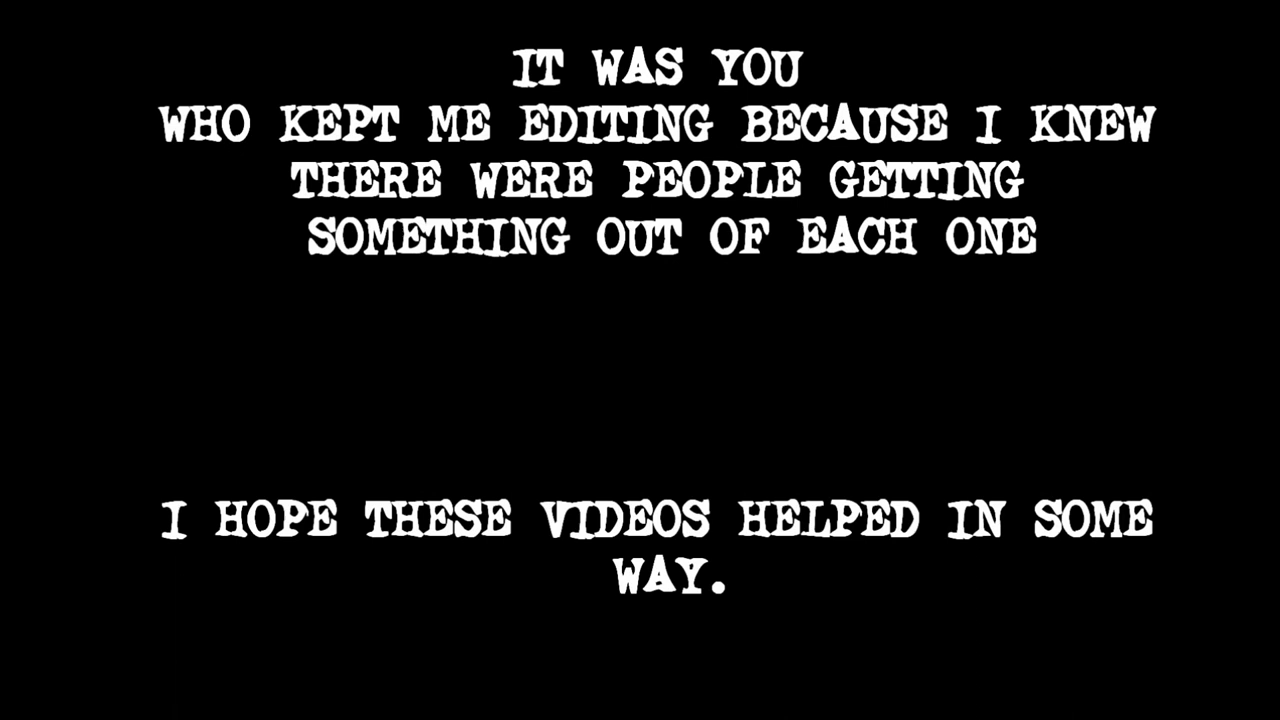 IT WAS YOU
WHO KEPT ME EDITING BECAUSE I KNEW
THERE WERE PEOPLE GETTING
SOMETHING OUT OF EACH ONE
I HOPE THESE VIDEOS HELPED IN SOME
WAY.